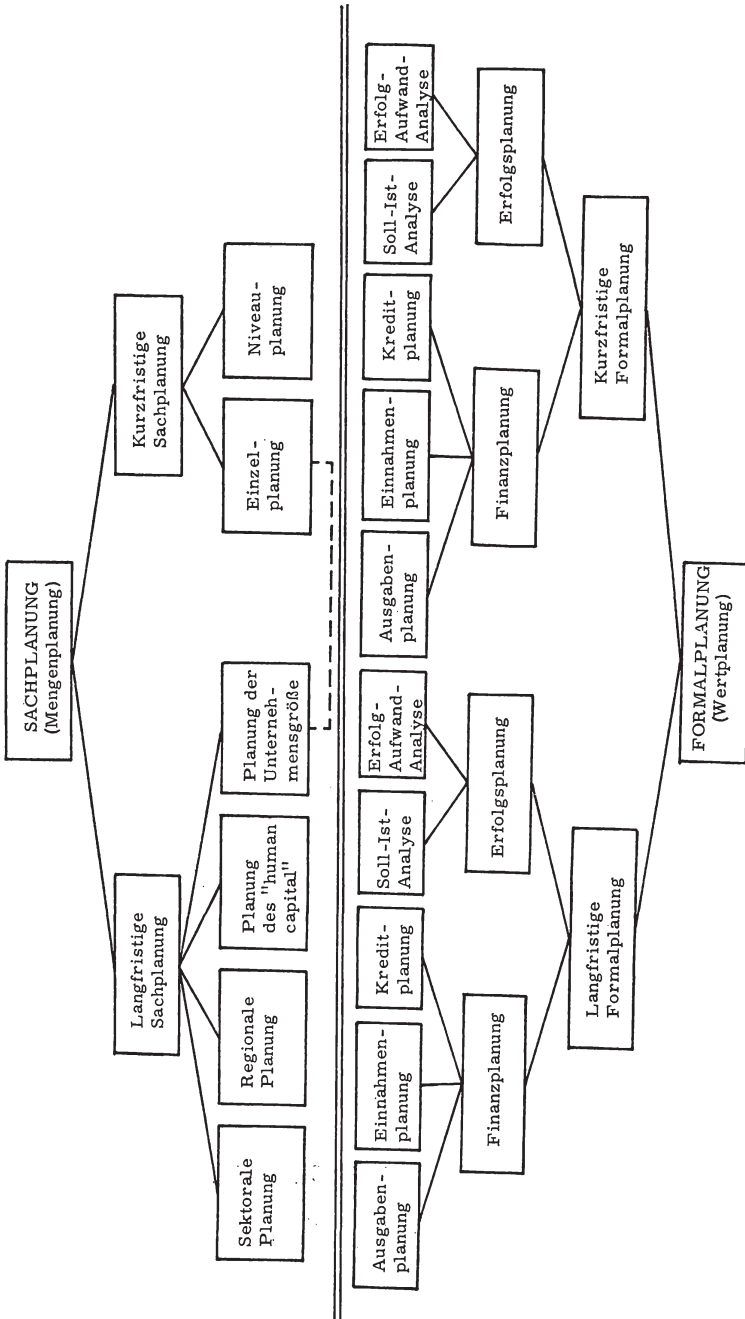 SACHPLANUNG
(Mengenplanung)
Langfristige
Sachplanung
Kurzfristige
Sachplanung
Sektorale
Planung
Regionale
Planung
Planung
des "human
capital"
Planung der
Unterneh-
mensgröße
Einzel-
planung
Niveau-
planung
Ausgaben-
planung
Einnahmen-
planung
Kredit-
planung
Soll-Ist-
Analyse
Erfolg-
Aufwand-
Analyse
Ausgaben-
planung
Einnahmen-
planung
Kredit-
planung
Soll-Ist-
Analyse
Erfolg-
Aufwand-
Analyse
Finanzplanung
Erfolgsplanung
Finanzplanung
Erfolgsplanung
Langfristige
Formalplanung
Kurzfristige
Formalplanung
FORMALPLANUNG
(Wertplanung)